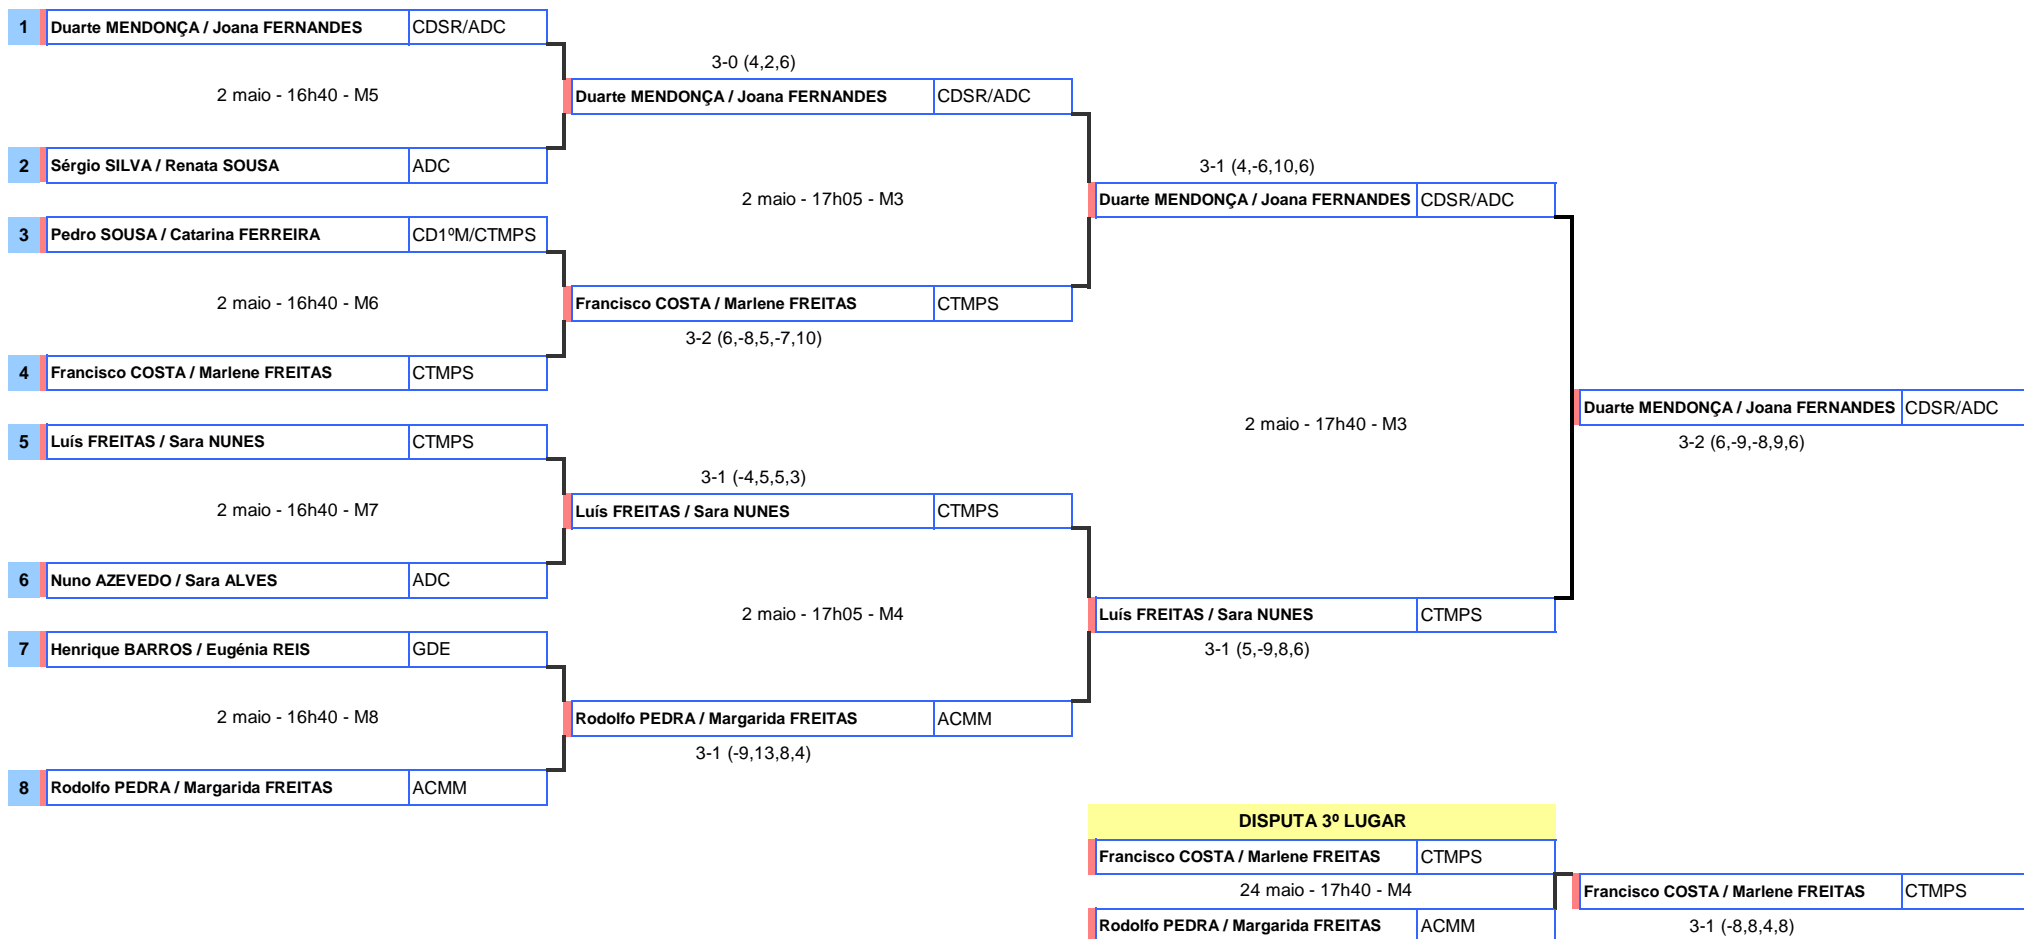 1 Duarte MENDONÇA / Joana FERNANDES CDSR/ADC
3-0 (4,2,6)
2 maio - 16h40 - M5
Duarte MENDONÇA / Joana FERNANDES CDSR/ADC
2 Sérgio SILVA / Renata SOUSA ADC
3-1 (4,-6,10,6)
2 maio - 17h05 - M3
Duarte MENDONÇA / Joana FERNANDES CDSR/ADC
3 Pedro SOUSA / Catarina FERREIRA CD1ºM/CTMPS
2 maio - 16h40 - M6
Francisco COSTA / Marlene FREITAS CTMPS
3-2 (6,-8,5,-7,10)
4 Francisco COSTA / Marlene FREITAS CTMPS
Duarte MENDONÇA / Joana FERNANDES CDSR/ADC
2 maio - 17h40 - M3
5 Luís FREITAS / Sara NUNES CTMPS
3-2 (6,-9,-8,9,6)
3-1 (-4,5,5,3)
2 maio - 16h40 - M7
Luís FREITAS / Sara NUNES CTMPS
6 Nuno AZEVEDO / Sara ALVES ADC
2 maio - 17h05 - M4
Luís FREITAS / Sara NUNES CTMPS
7 Henrique BARROS / Eugénia REIS GDE
3-1 (5,-9,8,6)
2 maio - 16h40 - M8
Rodolfo PEDRA / Margarida FREITAS ACMM
3-1 (-9,13,8,4)
8 Rodolfo PEDRA / Margarida FREITAS ACMM
DISPUTA 3º LUGAR
Francisco COSTA / Marlene FREITAS CTMPS
24 maio - 17h40 - M4
Francisco COSTA / Marlene FREITAS CTMPS
Rodolfo PEDRA / Margarida FREITAS ACMM
3-1 (-8,8,4,8)